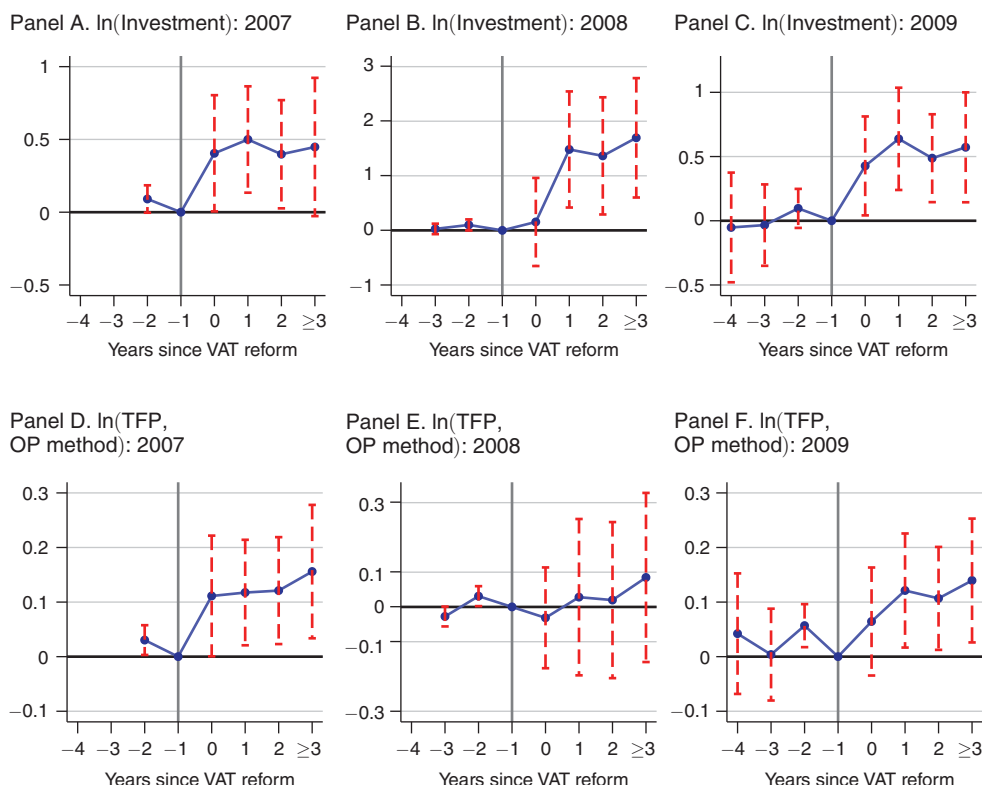 Panel A. ln(Investment): 2007
1
0.5
0
−0.5
−4 −3 −2 −1 0 1 2 ≥3
Years since VAT reform
Panel B. ln(Investment): 2008
3
2
1
0
−1
−4 −3 −2 −1 0 1 2 ≥3
Years since VAT reform
Panel C. ln(Investment): 2009
1
0.5
0
−0.5
−4 −3 −2 −1 0 1 2 ≥3
Years since VAT reform
Panel D. ln(TFP,
OP method): 2007
0.3
0.2
0.1
0
−0.1
−4 −3 −2 −1 0 1 2 ≥3
Years since VAT reform
Panel E. ln(TFP,
OP method): 2008
0.3
0.1
0
−0.1
−0.3
−4 −3 −2 −1 0 1 2 ≥3
Years since VAT reform
Panel F. ln(TFP,
OP method): 2009
0.3
0.2
0.1
0
−0.1
−4 −3 −2 −1 0 1 2 ≥3
Years since VAT reform